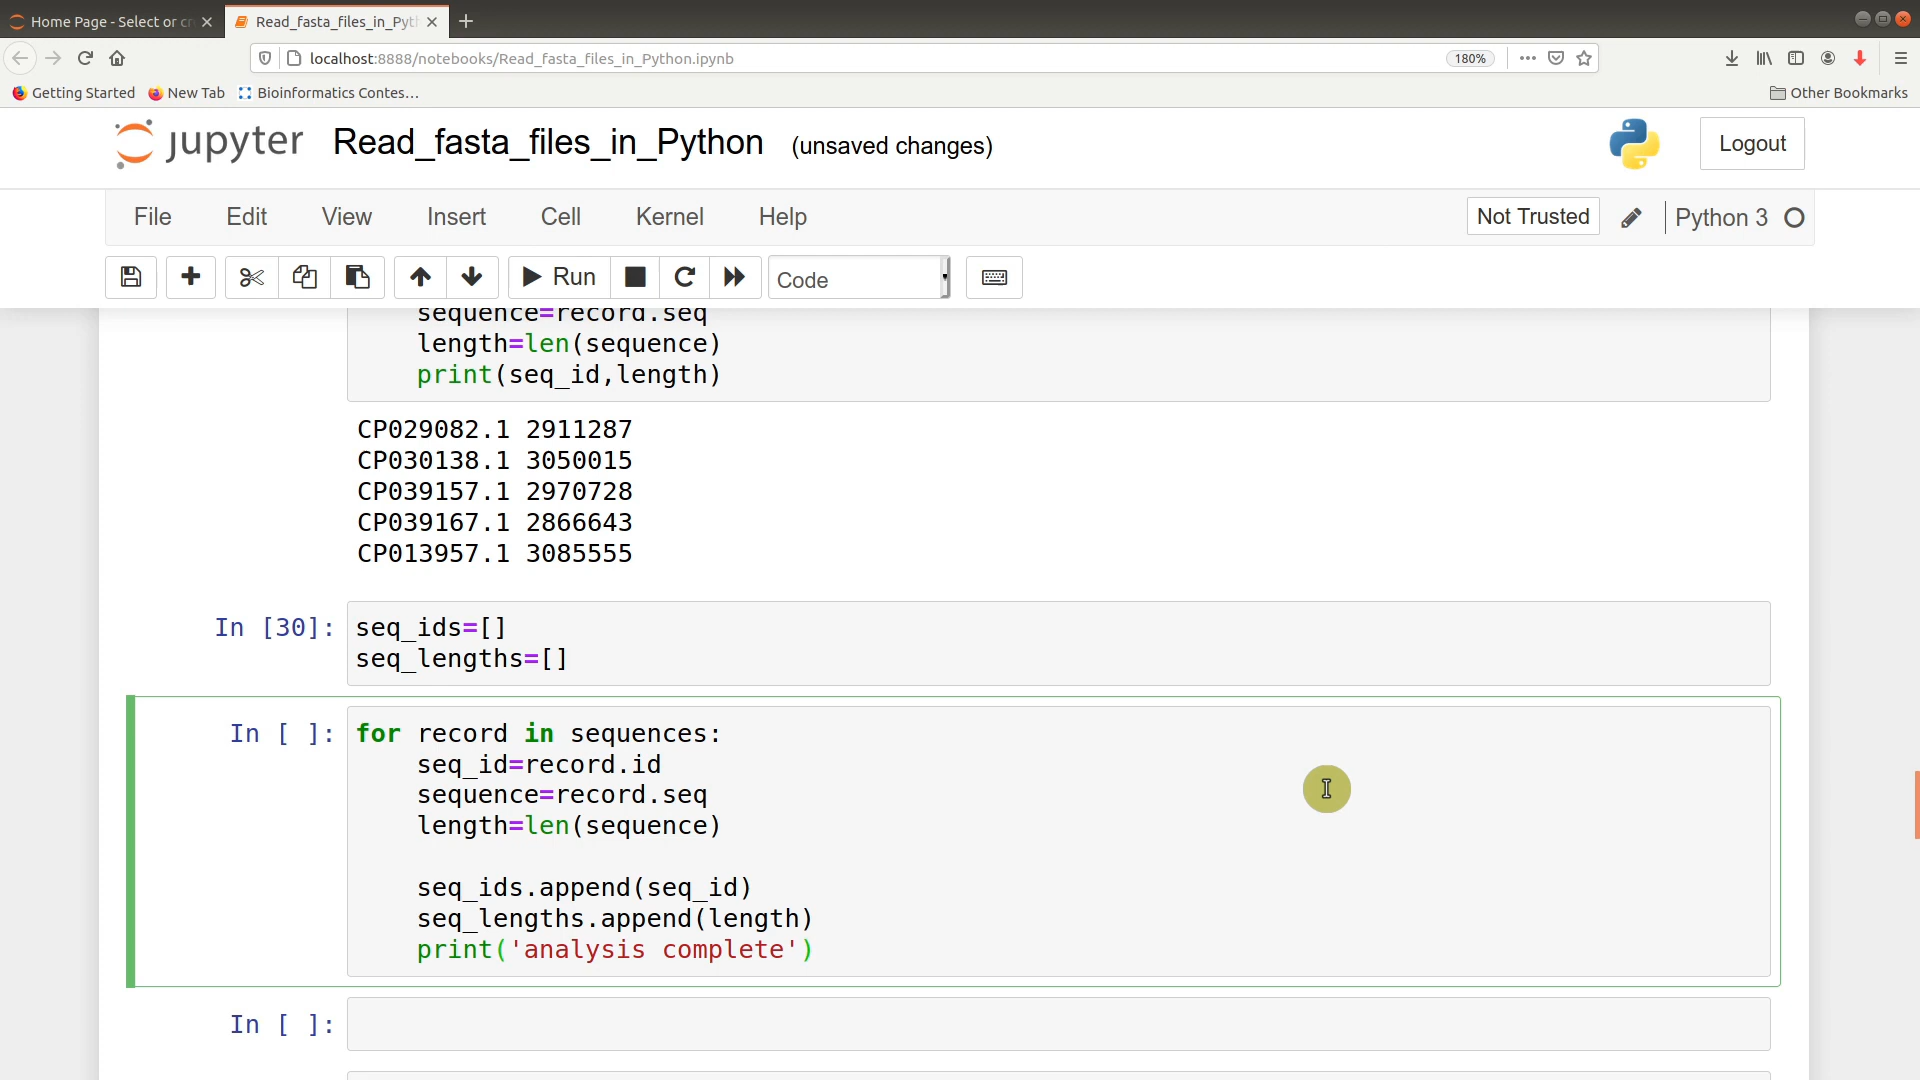 Home Page - Select or cr
Read_fasta_files_in_Pyth
localhost:8888/notebooks/Read_fasta_files_in_Python.ipynb
180%
Getting Started
New Tab
Bioinformatics Contes...
Other Bookmarks
jupyter
Read_fasta_files_in_Python
(unsaved changes)
Logout
File
Edit
View
Insert
Cell
Kernel
Help
Not Trusted
Python 3
Run
Code
sequence=record.seq
length=len(sequence)
print(seq_id,length)
CP029082.1 2911287
CP030138.1 3050015
CP039157.1 2970728
CP039167.1 2866643
CP013957.1 3085555
In [30]:
seq_ids=[]
seq_lengths=[]
In [ ]:
for record in sequences:
seq_id=record.id
sequence=record.seq
length=len(sequence)
seq_ids.append(seq_id)
seq_lengths.append(length)
print('analysis complete')
In [ ]: